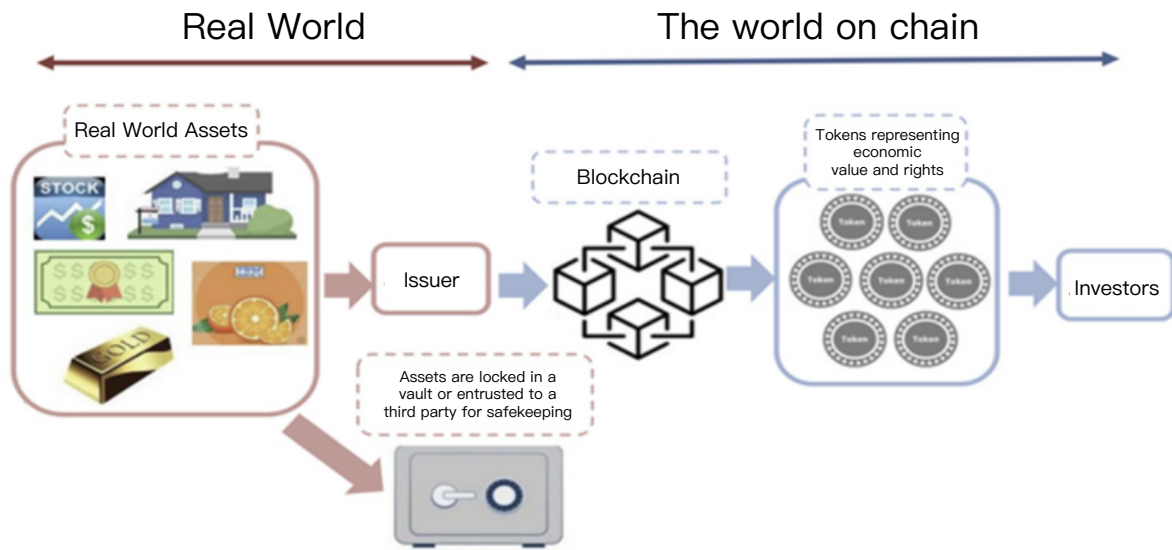 Real World
The world on chain
Real World Assets
STOCK
$
$$ $$
$$ $$
GOLD
Issuer
Assets are locked in a
vault or entrusted to a
third party for safekeeping
Blockchain
Tokens representing
economic
value and rights
Token
Token
Token
Token
Token
Token
Token
Investors